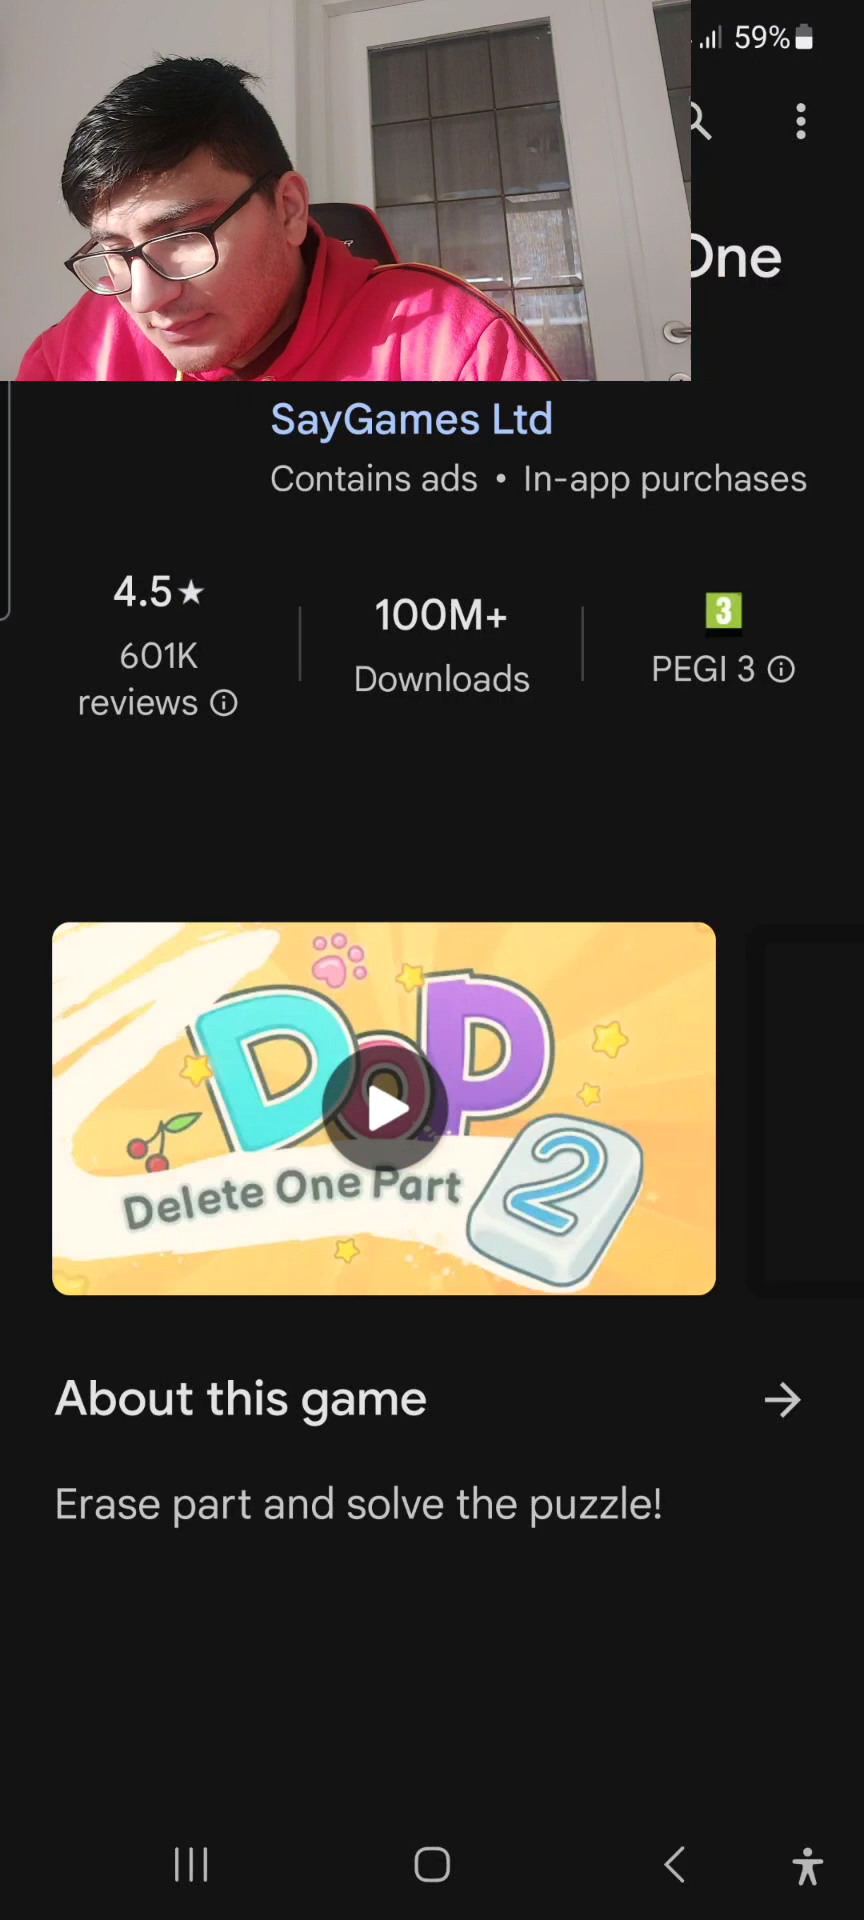 59%
One
SayGames Ltd
Contains ads • In-app purchases
4.5★
601K
reviews
100M+
Downloads
3
PEGI 3
DOP
2
Delete One Part
About this game
Erase part and solve the puzzle!